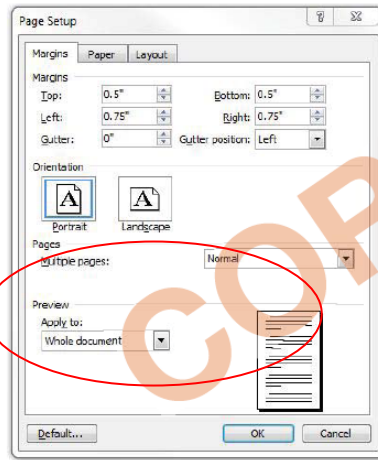 Page Setup
Margins Paper Layout
Margins
Top: 0.5" Bottom: 0.5"
Left: 0.75" Right: 0.75"
Gutter: 0" Gutter position: Left
Orientation
A A
Portrait Landscape
Pages
Multiple pages: Normal
Preview
Apply to:
Whole document
Default... OK Cancel
COP